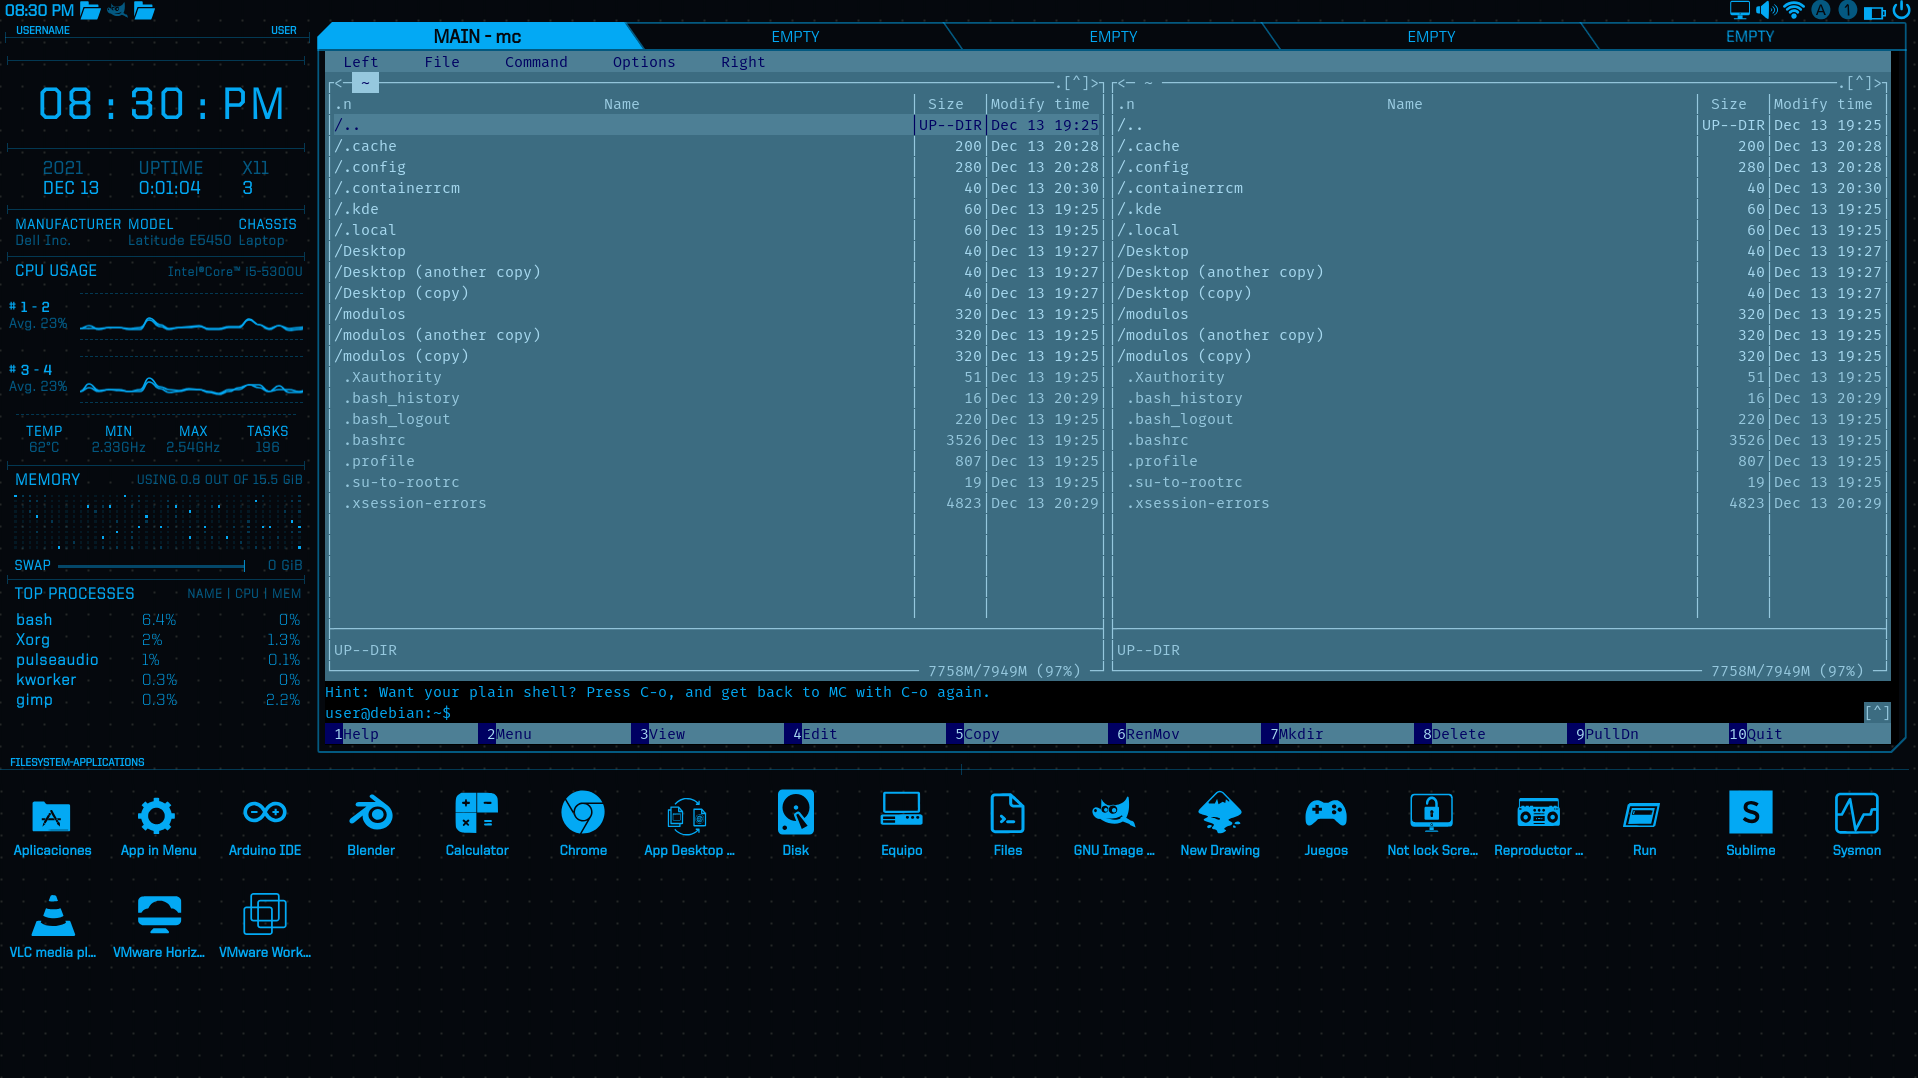 08:30 PM
A 1
USERNAME USER
08:30:PM
2021 UPTIME X11
DEC 13 0:01:04 3
MANUFACTURER MODEL CHASSIS
Dell Inc. Latitude E5450 Laptop
CPU USAGE Intel®Core™ i5-5300U
# 1 - 2
Avg. 23%
# 3 - 4
Avg. 23%
TEMP MIN MAX TASKS
62°C 2.33GHz 2.54GHz 196
MEMORY USING 0.8 OUT OF 15.5 GiB
SWAP 0 GiB
TOP PROCESSES NAME | CPU | MEM
bash 6.4% 0%
Xorg 2% 1.3%
pulseaudio 1% 0.1%
kworker 0.3% 0%
gimp 0.3% 2.2%
MAIN - mc EMPTY EMPTY EMPTY EMPTY
Left File Command Options Right
<- ~ .[^]> <- ~ .[^]>
.n Name Size Modify time .n Name Size Modify time
/.. UP--DIR Dec 13 19:25 /.. UP--DIR Dec 13 19:25
/.cache 200 Dec 13 20:28 /.cache 200 Dec 13 20:28
/.config 280 Dec 13 20:28 /.config 280 Dec 13 20:28
/.containerrcm 40 Dec 13 20:30 /.containerrcm 40 Dec 13 20:30
/.kde 60 Dec 13 19:25 /.kde 60 Dec 13 19:25
/.local 60 Dec 13 19:25 /.local 60 Dec 13 19:25
/Desktop 40 Dec 13 19:27 /Desktop 40 Dec 13 19:27
/Desktop (another copy) 40 Dec 13 19:27 /Desktop (another copy) 40 Dec 13 19:27
/Desktop (copy) 40 Dec 13 19:27 /Desktop (copy) 40 Dec 13 19:27
/modulos 320 Dec 13 19:25 /modulos 320 Dec 13 19:25
/modulos (another copy) 320 Dec 13 19:25 /modulos (another copy) 320 Dec 13 19:25
/modulos (copy) 320 Dec 13 19:25 /modulos (copy) 320 Dec 13 19:25
.Xauthority 51 Dec 13 19:25 .Xauthority 51 Dec 13 19:25
.bash_history 16 Dec 13 20:29 .bash_history 16 Dec 13 20:29
.bash_logout 220 Dec 13 19:25 .bash_logout 220 Dec 13 19:25
.bashrc 3526 Dec 13 19:25 .bashrc 3526 Dec 13 19:25
.profile 807 Dec 13 19:25 .profile 807 Dec 13 19:25
.su-to-rootrc 19 Dec 13 19:25 .su-to-rootrc 19 Dec 13 19:25
.xsession-errors 4823 Dec 13 20:29 .xsession-errors 4823 Dec 13 20:29
UP--DIR UP--DIR
7758M/7949M (97%) 7758M/7949M (97%)
Hint: Want your plain shell? Press C-o, and get back to MC with C-o again.
user@debian:~$ [^]
1Help 2Menu 3View 4Edit 5Copy 6RenMov 7Mkdir 8Delete 9PullDn 10Quit
FILESYSTEM-APPLICATIONS
Aplicaciones App in Menu Arduino IDE Blender Calculator Chrome App Desktop ... Disk Equipo Files GNU Image ... New Drawing Juegos Not lock Scre... Reproductor ... Run Sublime Sysmon
VLC media pl... VMware Horiz... VMware Work...